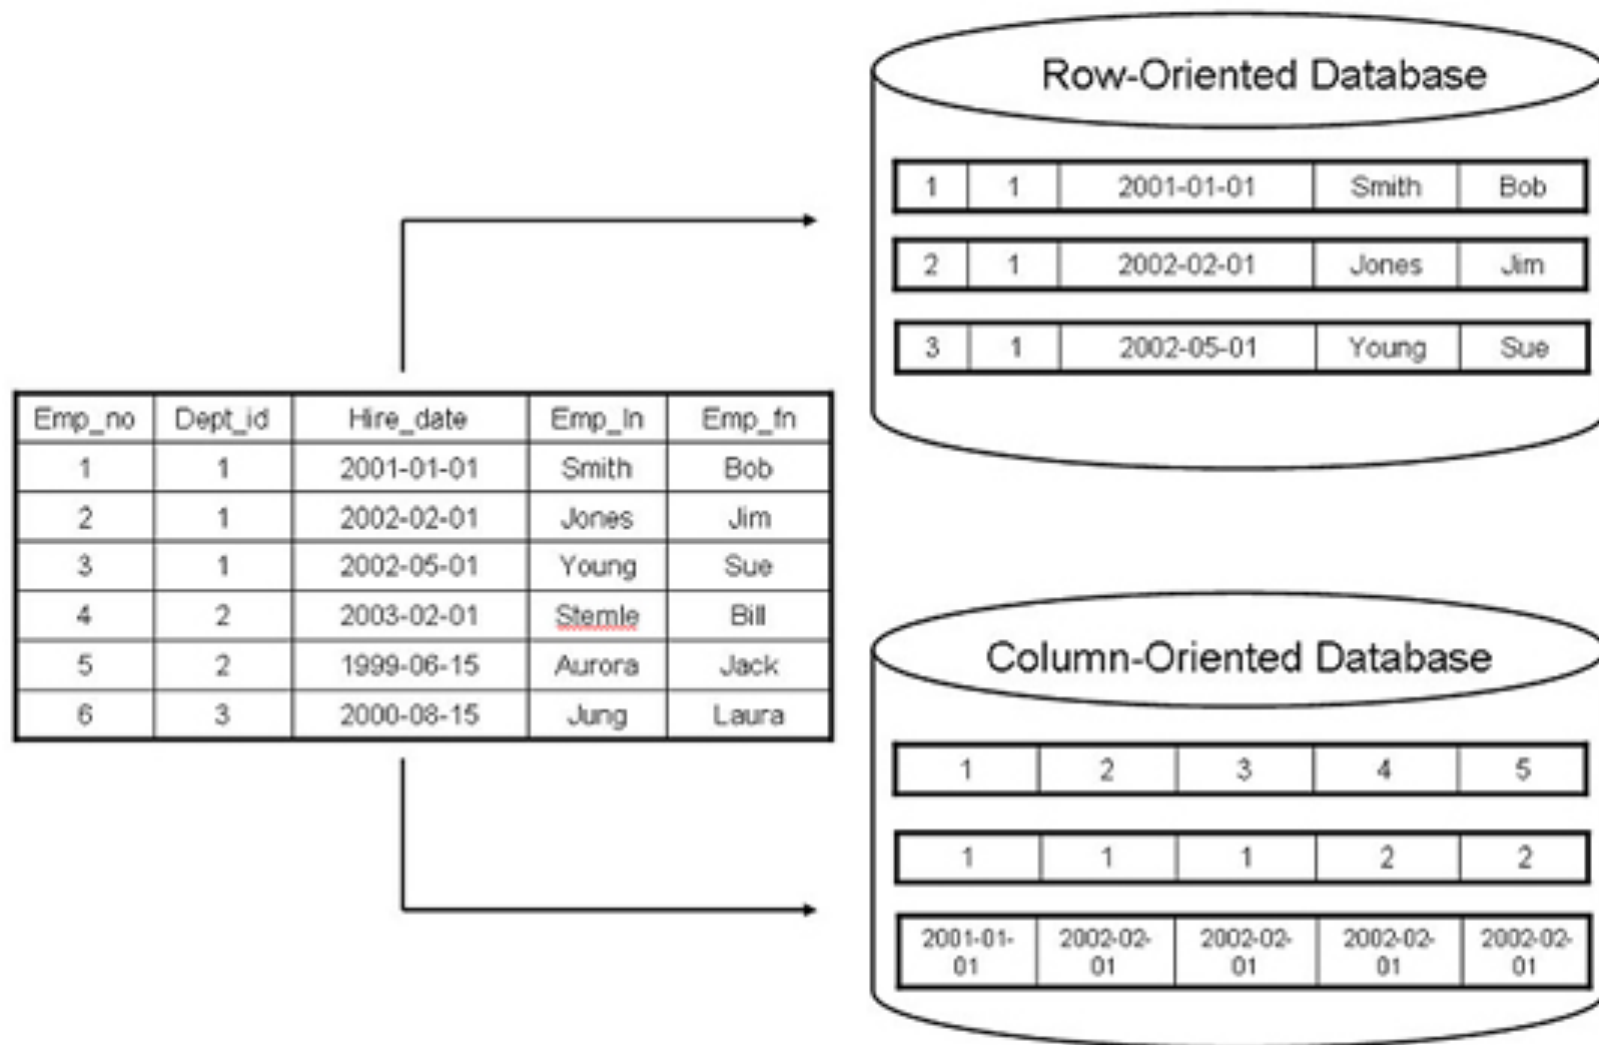 Row-Oriented Database
1 1 2001-01-01 Smith Bob
2 1 2002-02-01 Jones Jim
3 1 2002-05-01 Young Sue
Emp_no Dept_id Hire_date Emp_ln Emp_fn
1 1 2001-01-01 Smith Bob
2 1 2002-02-01 Jones Jim
3 1 2002-05-01 Young Sue
4 2 2003-02-01 Stemle Bill
5 2 1999-06-15 Aurora Jack
6 3 2000-08-15 Jung Laura
Column-Oriented Database
1 2 3 4 5
1 1 1 2 2
2001-01- 2002-02- 2002-02- 2002-02- 2002-02-
01 01 01 01 01